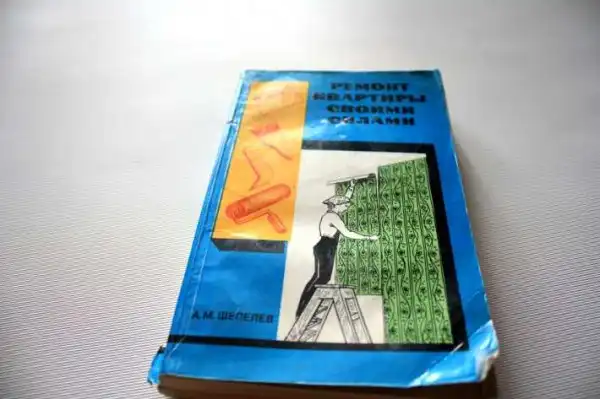 РЕМОНТ
КВАРТИРЫ
СВОИМИ
СИЛАМИ
А.М. ШЕПЕЛЕВ